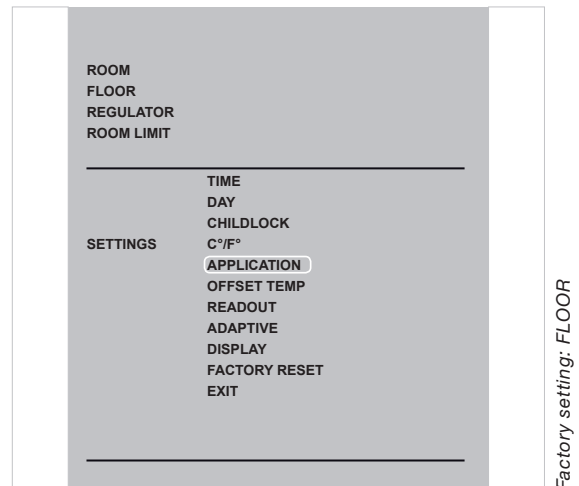 ROOM
FLOOR
REGULATOR
ROOM LIMIT
TIME
DAY
CHILDLOCK
SETTINGS C°/F°
APPLICATION
OFFSET TEMP
READOUT
ADAPTIVE
DISPLAY
FACTORY RESET
EXIT
Factory setting: FLOOR